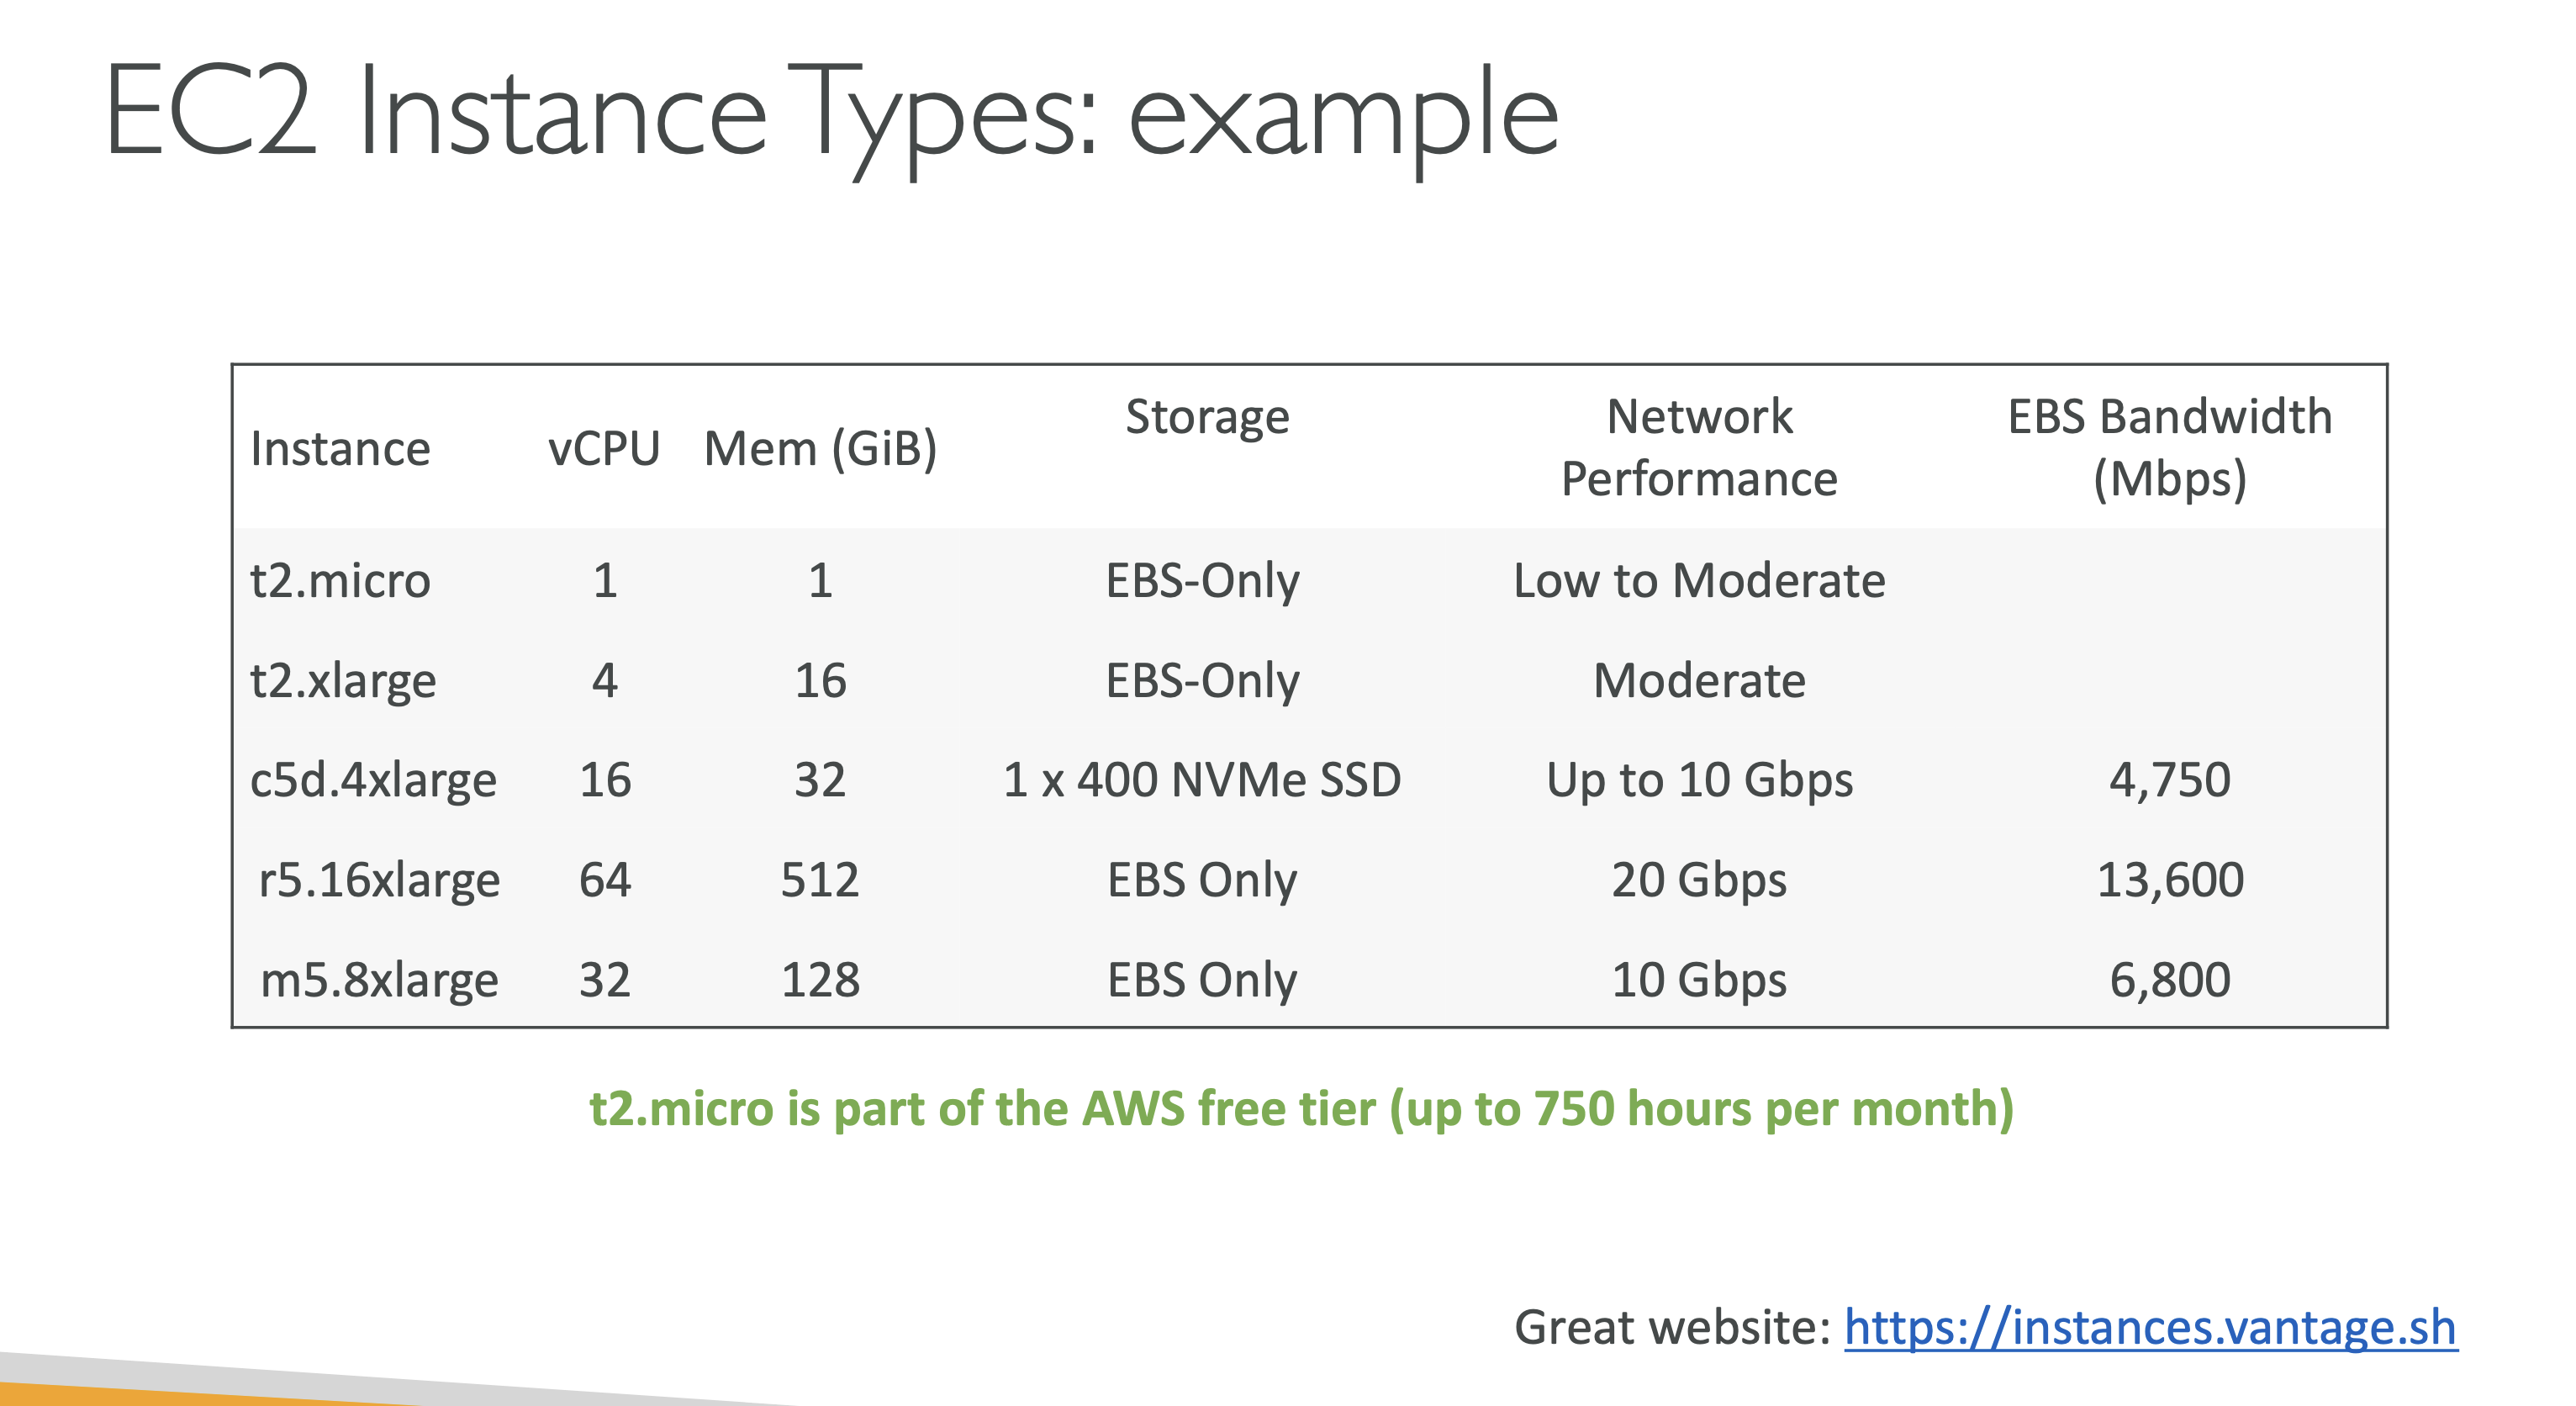 EC2 Instance Types: example
Instance vCPU Mem (GiB) Storage Network Performance EBS Bandwidth (Mbps)
t2.micro 1 1 EBS-Only Low to Moderate
t2.xlarge 4 16 EBS-Only Moderate
c5d.4xlarge 16 32 1 x 400 NVMe SSD Up to 10 Gbps 4,750
r5.16xlarge 64 512 EBS Only 20 Gbps 13,600
m5.8xlarge 32 128 EBS Only 10 Gbps 6,800
t2.micro is part of the AWS free tier (up to 750 hours per month)
Great website: https://instances.vantage.sh